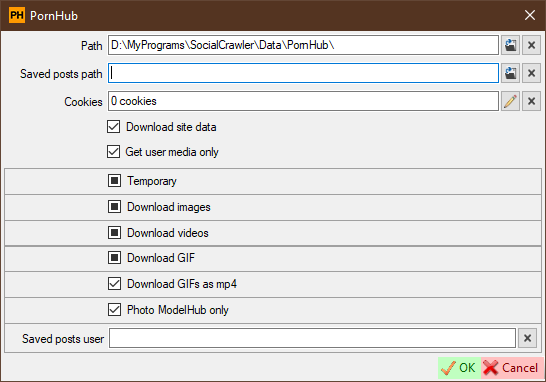 PH PornHub
Path D:\MyPrograms\SocialCrawler\Data\PornHub\
Saved posts path
Cookies 0 cookies
Download site data
Get user media only
Temporary
Download images
Download videos
Download GIF
Download GIFs as mp4
Photo ModelHub only
Saved posts user
OK Cancel